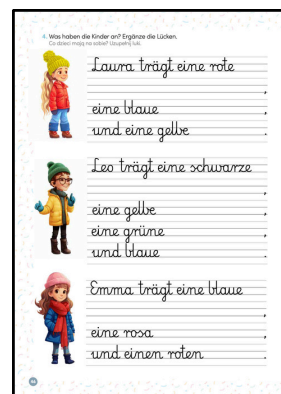 4. Was haben die Kinder an? Ergänze die Lücken.
Co dzieci mają na sobie? Uzupełnij luki.
Laura trägt eine rote
,
eine blaue ,
und eine gelbe .
Leo trägt eine schwarze
,
eine gelbe ,
eine grüne ,
und blaue .
Emma trägt eine blaue
,
eine rosa ,
und einen roten .